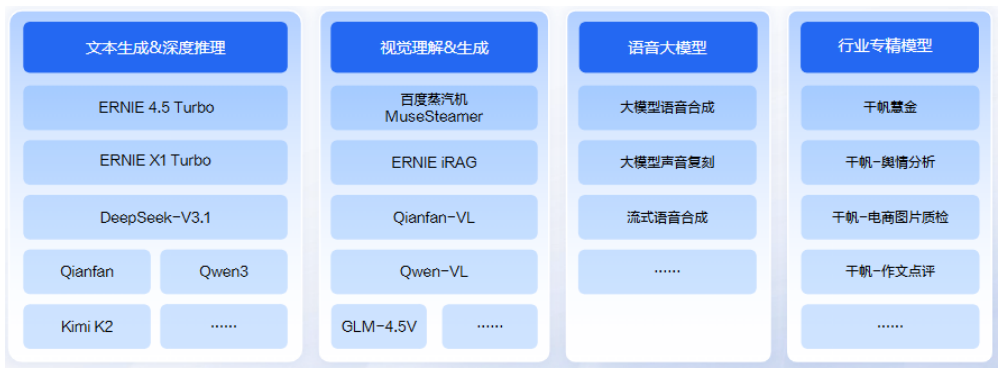 文本生成&深度推理
ERNIE 4.5 Turbo
ERNIE X1 Turbo
DeepSeek-V3.1
Qianfan
Qwen3
Kimi K2
······
视觉理解&生成
百度蒸汽机
MuseSteamer
ERNIE iRAG
Qianfan-VL
Qwen-VL
GLM-4.5V
······
语音大模型
大模型语音合成
大模型声音复刻
流式语音合成
······
行业专精模型
千帆慧金
千帆-舆情分析
千帆-电商图片质检
千帆-作文点评
······